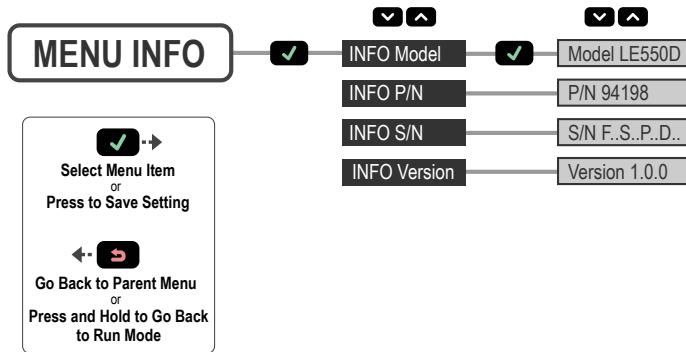 MENU INFO
INFO Model
Model LE550D
INFO P/N
P/N 94198
INFO S/N
S/N F..S..P..D..
INFO Version
Version 1.0.0
Select Menu Item
or
Press to Save Setting
Go Back to Parent Menu
or
Press and Hold to Go Back
to Run Mode